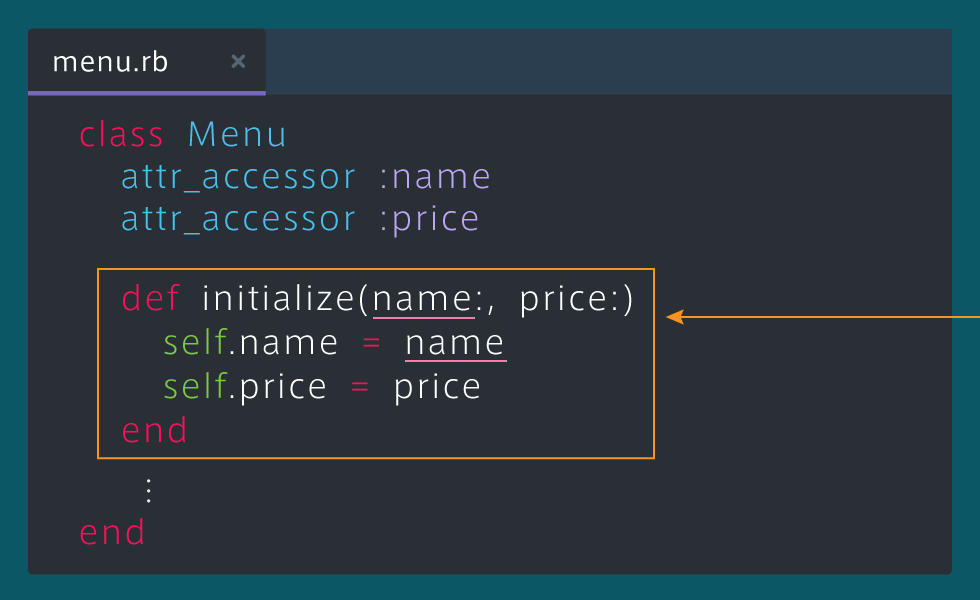 menu.rb ×
class Menu
attr_accessor :name
attr_accessor :price
def initialize(name:, price:)
self.name = name
self.price = price
end
⋮
end